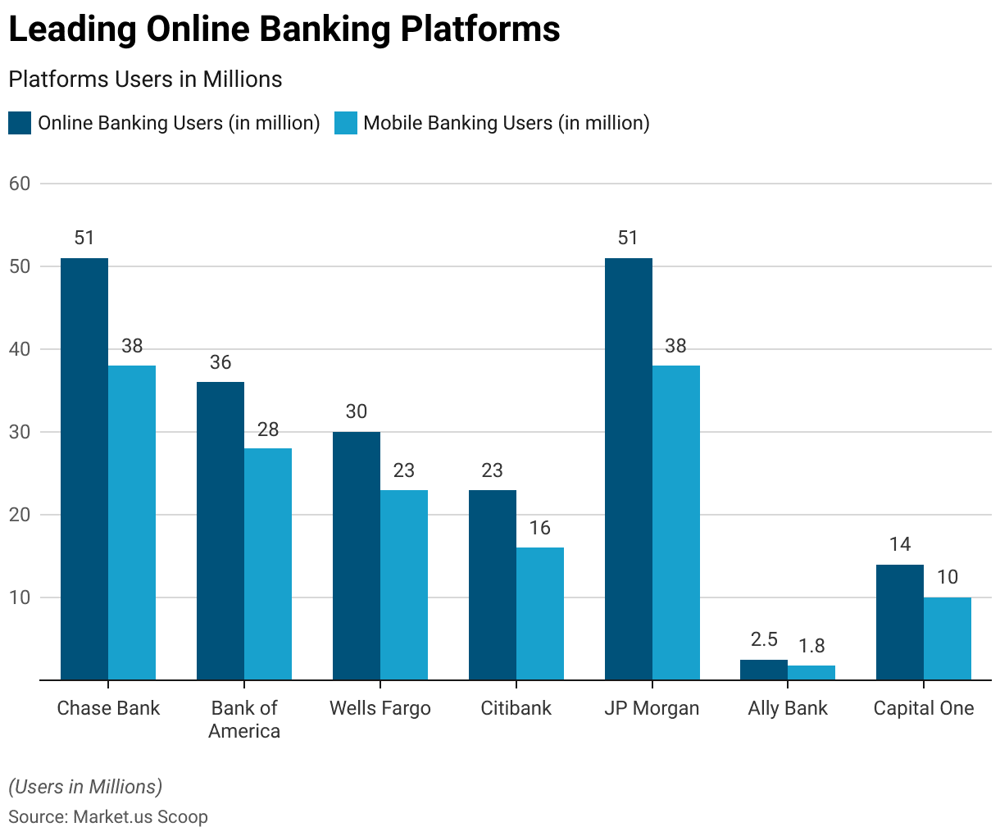 Leading Online Banking Platforms
Platforms Users in Millions
Online Banking Users (in million) Mobile Banking Users (in million)
60
50
40
30
20
10
51
38
36
28
30
23
23
16
51
38
2.5
1.8
14
10
Chase Bank
Bank of
America
Wells Fargo
Citibank
JP Morgan
Ally Bank
Capital One
(Users in Millions)
Source: Market.us Scoop